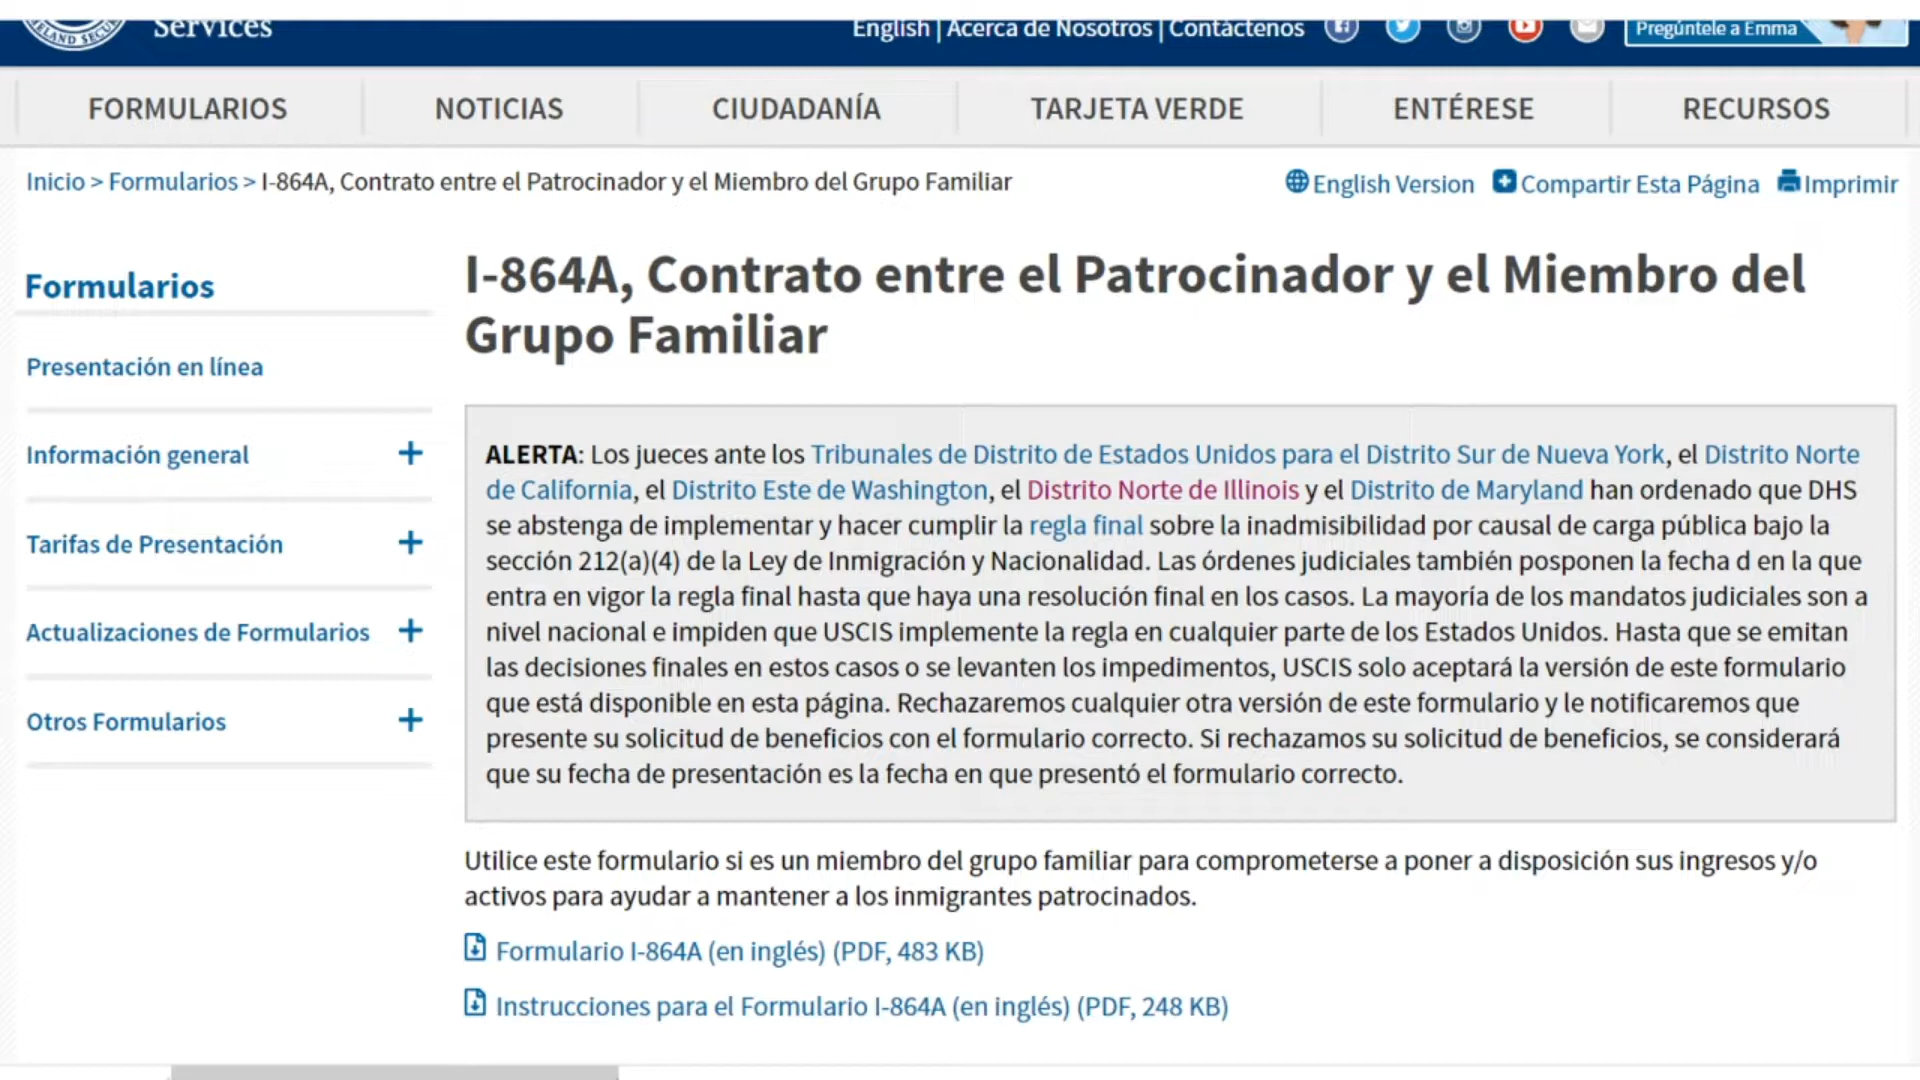 LAND SECU
Services
English | Acerca de Nosotros | Contáctenos
Pregúntele a Emma
FORMULARIOS
NOTICIAS
CIUDADANÍA
TARJETA VERDE
ENTÉRESE
RECURSOS
Inicio > Formularios > I-864A, Contrato entre el Patrocinador y el Miembro del Grupo Familiar
English Version
Compartir Esta Página
Imprimir
Formularios
Presentación en línea
Información general
Tarifas de Presentación
Actualizaciones de Formularios
Otros Formularios
I-864A, Contrato entre el Patrocinador y el Miembro del
Grupo Familiar
ALERTA: Los jueces ante los Tribunales de Distrito de Estados Unidos para el Distrito Sur de Nueva York, el Distrito Norte
de California, el Distrito Este de Washington, el Distrito Norte de Illinois y el Distrito de Maryland han ordenado que DHS
se abstenga de implementar y hacer cumplir la regla final sobre la inadmisibilidad por causal de carga pública bajo la
sección 212(a)(4) de la Ley de Inmigración y Nacionalidad. Las órdenes judiciales también posponen la fecha d en la que
entra en vigor la regla final hasta que haya una resolución final en los casos. La mayoría de los mandatos judiciales son a
nivel nacional e impiden que USCIS implemente la regla en cualquier parte de los Estados Unidos. Hasta que se emitan
las decisiones finales en estos casos o se levanten los impedimentos, USCIS solo aceptará la versión de este formulario
que está disponible en esta página. Rechazaremos cualquier otra versión de este formulario y le notificaremos que
presente su solicitud de beneficios con el formulario correcto. Si rechazamos su solicitud de beneficios, se considerará
que su fecha de presentación es la fecha en que presentó el formulario correcto.
Utilice este formulario si es un miembro del grupo familiar para comprometerse a poner a disposición sus ingresos y/o
activos para ayudar a mantener a los inmigrantes patrocinados.
Formulario I-864A (en inglés) (PDF, 483 KB)
Instrucciones para el Formulario I-864A (en inglés) (PDF, 248 KB)